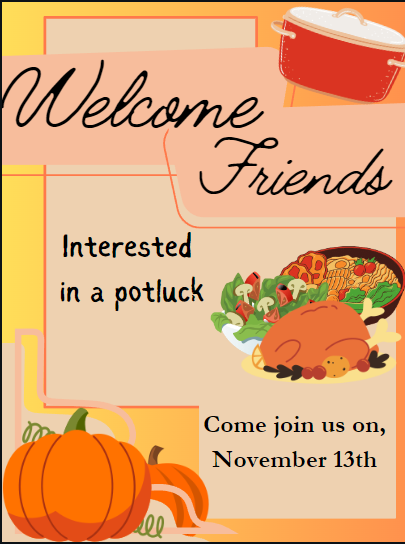 Welcome
Friends
Interested
in a potluck
Come join us on,
November 13th